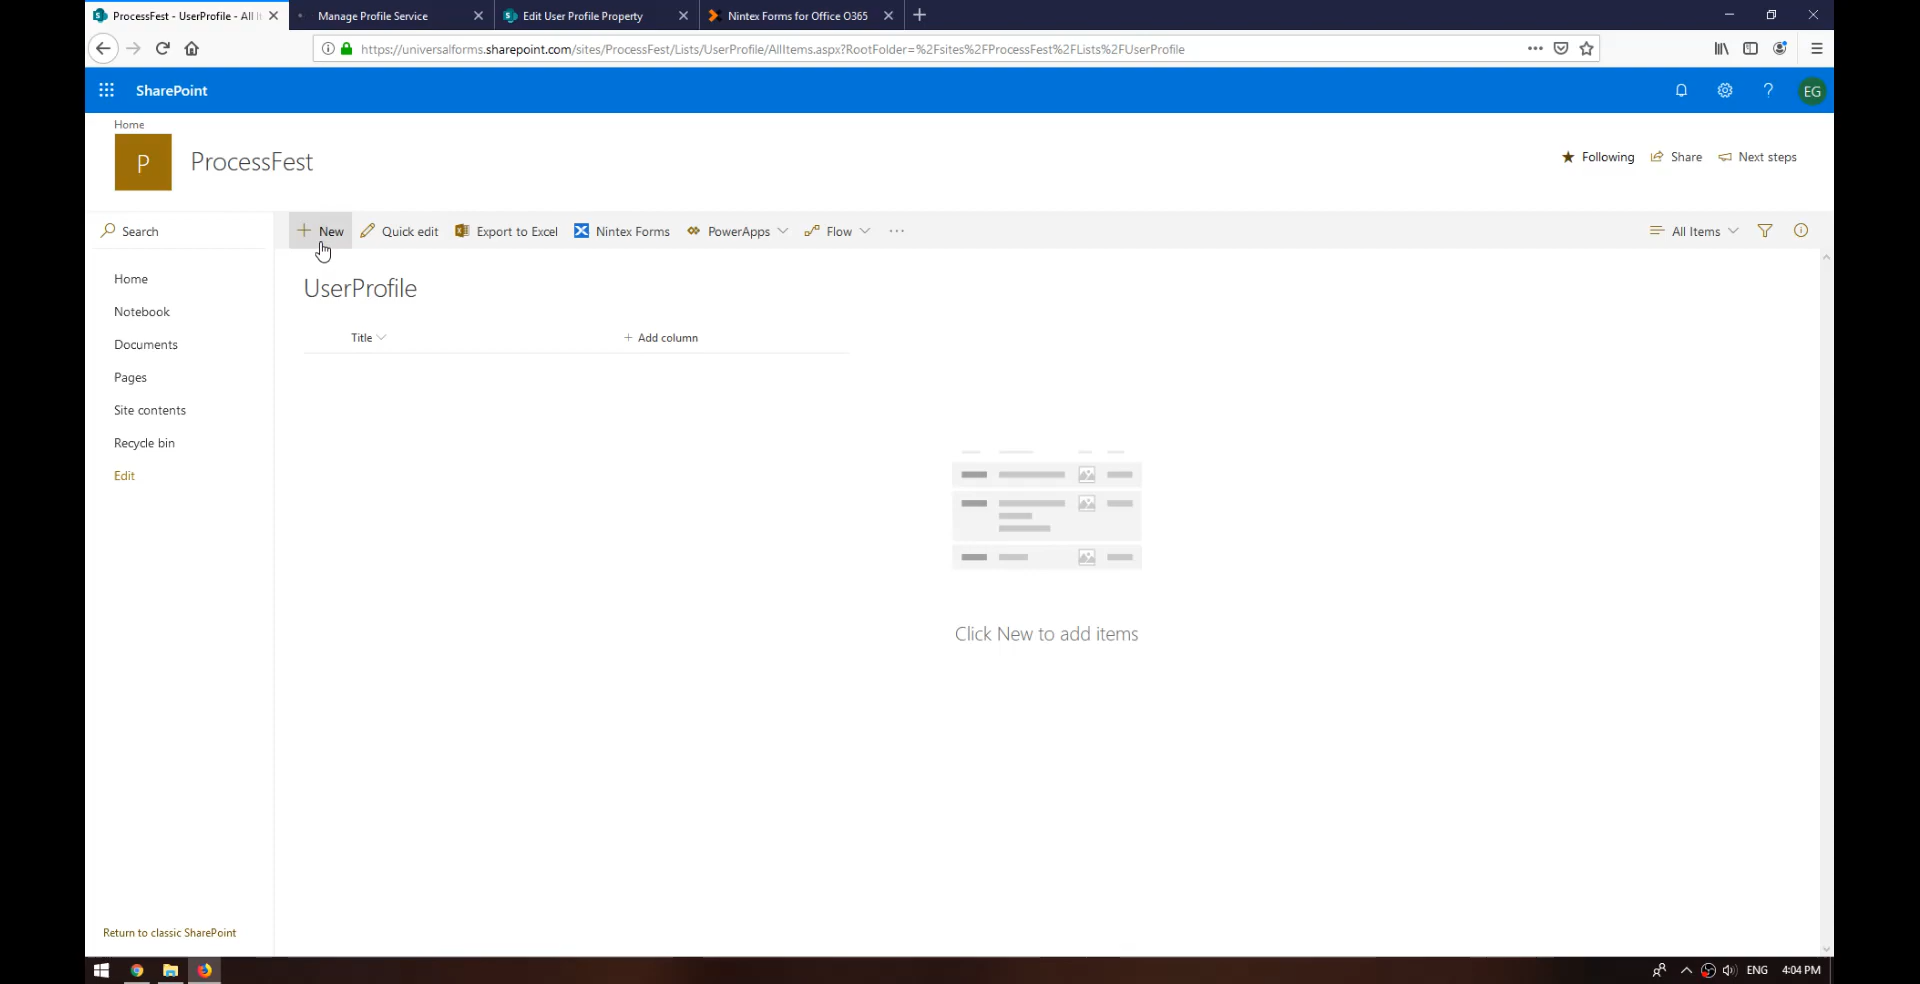 ProcessFest - UserProfile - All It
Manage Profile Service
Edit User Profile Property
Nintex Forms for Office O365
https://universalforms.sharepoint.com/sites/ProcessFest/Lists/UserProfile/AllItems.aspx?RootFolder=%2Fsites%2FProcessFest%2FLists%2FUserProfile
SharePoint
EG
Home
P
ProcessFest
Following
Share
Next steps
Search
New
Quick edit
Export to Excel
Nintex Forms
PowerApps
Flow
All Items
Home
Notebook
Documents
Pages
Site contents
Recycle bin
Edit
UserProfile
Title
+ Add column
Click New to add items
Return to classic SharePoint
ENG
4:04 PM